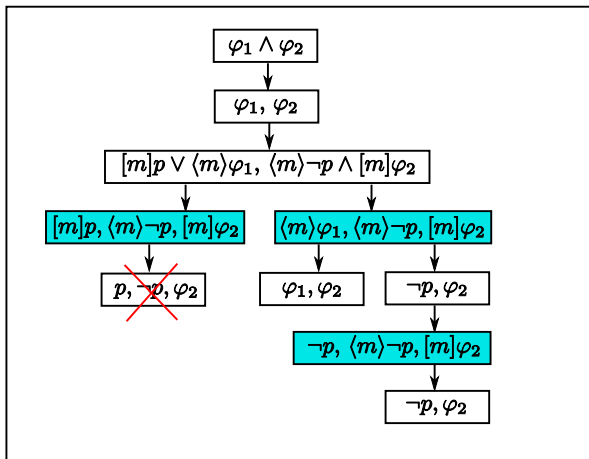 φ₁ ∧ φ₂
φ₁, φ₂
[m]p ∨ ⟨m⟩φ₁, ⟨m⟩¬p ∧ [m]φ₂
[m]p, ⟨m⟩¬p, [m]φ₂
⟨m⟩φ₁, ⟨m⟩¬p, [m]φ₂
p, ¬p, φ₂
φ₁, φ₂
¬p, φ₂
¬p, ⟨m⟩¬p, [m]φ₂
¬p, φ₂